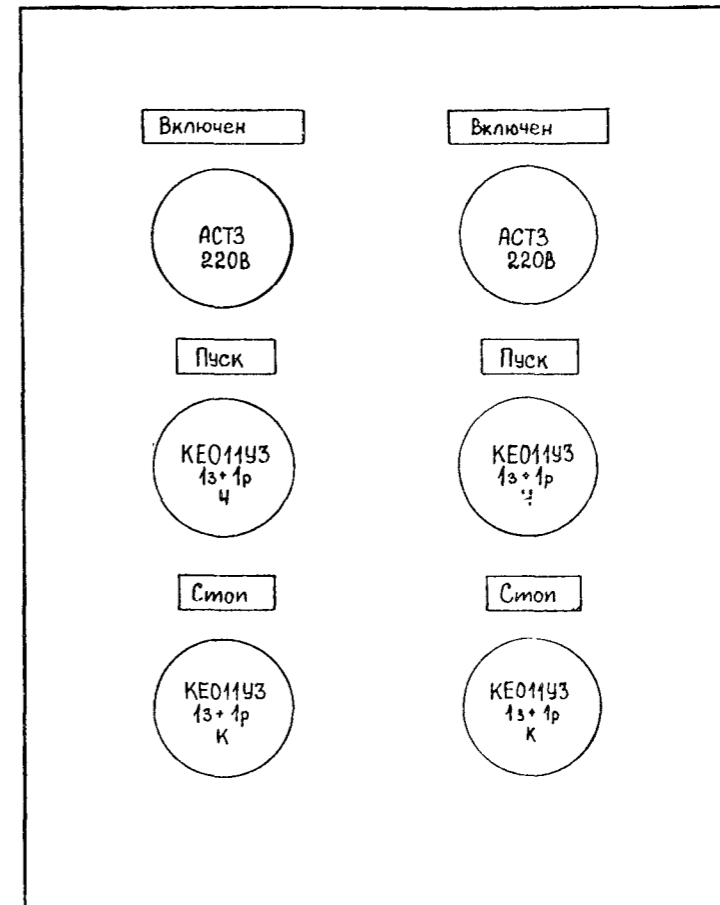 Включен
Включен
АСТ3
220В
АСТ3
220В
Пуск
Пуск
КЕ011У3
1з+1р
Ч
КЕ011У3
1з+1р
Ч
Стоп
Стоп
КЕ011У3
1з+1р
К
КЕ011У3
1з+1р
К